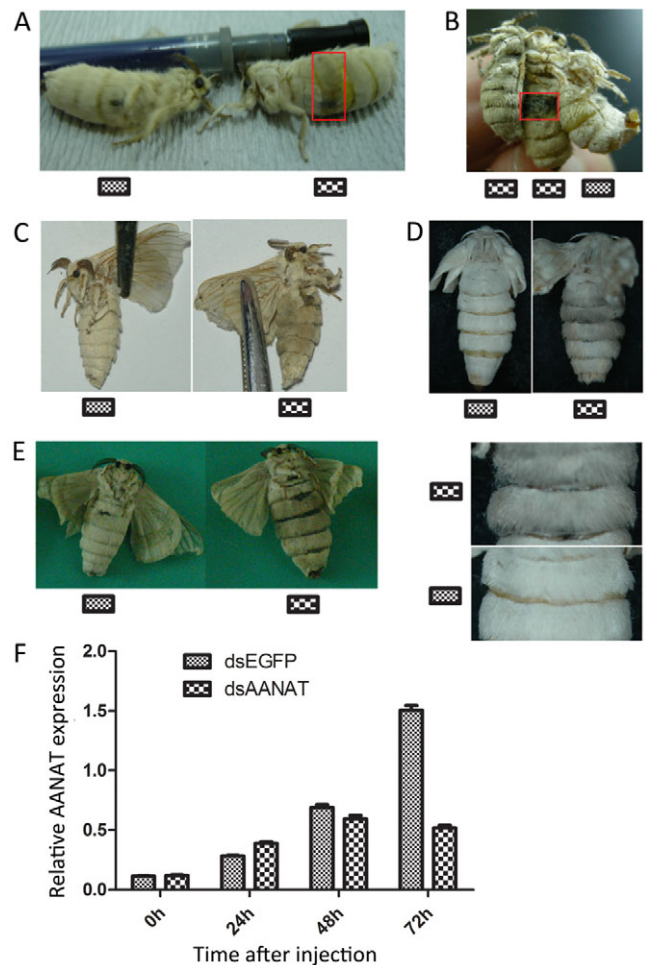 A
B
C
D
E
F
2.0
1.5
1.0
0.5
0.0
Relative AANAT expression
dsEGFP
dsAANAT
0h
24h
48h
72h
Time after injection